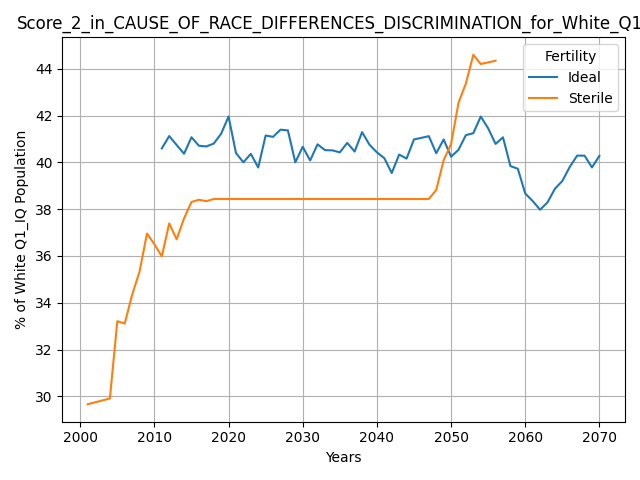 Score_2_in_CAUSE_OF_RACE_DIFFERENCES_DISCRIMINATION_for_White_Q1
% of White Q1_IQ Population
44
42
40
38
36
34
32
30
Fertility
Ideal
Sterile
2000 2010 2020 2030 2040 2050 2060 2070
Years